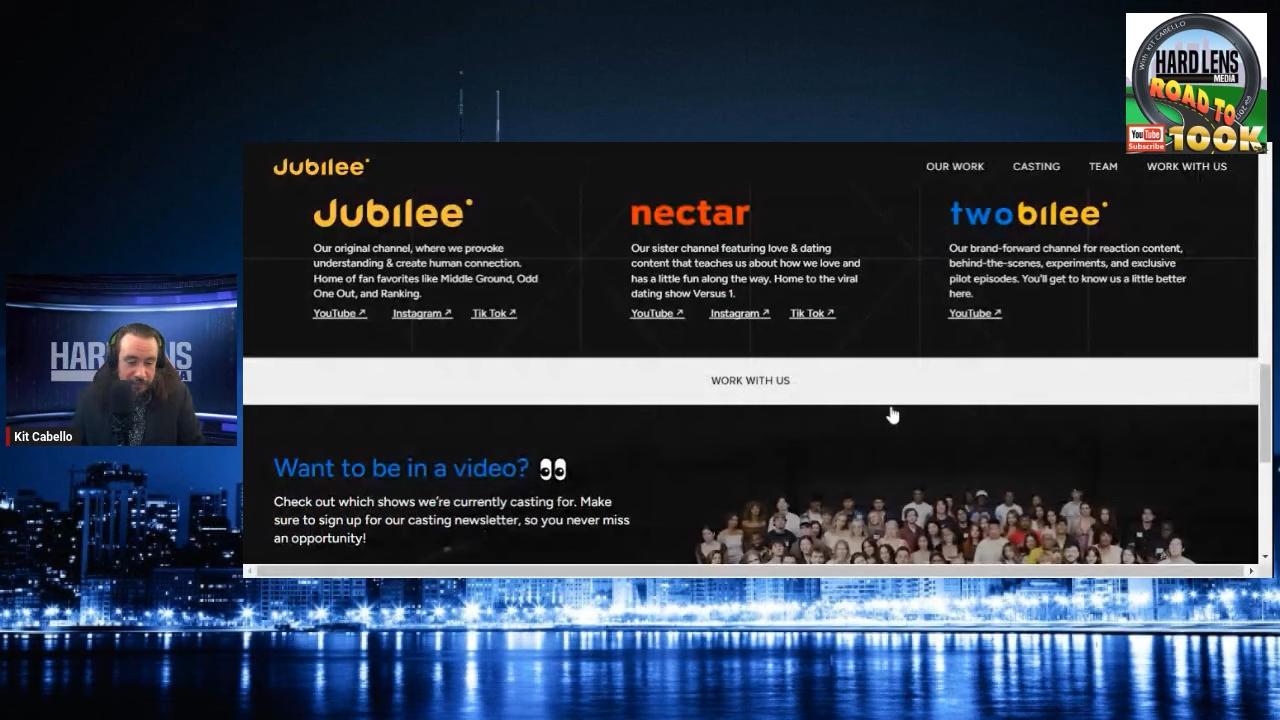 With KIT CABELLO
HARD LENS
MEDIA
ROAD TO
100K
YouTube
Subscribe
Jubilee
OUR WORK
CASTING
TEAM
WORK WITH US
Jubilee
Our original channel, where we provoke
understanding & create human connection.
Home of fan favorites like Middle Ground, Odd
One Out, and Ranking.
YouTube ↗ Instagram ↗ Tik Tok ↗
nectar
Our sister channel featuring love & dating
content that teaches us about how we love and
has a little fun along the way. Home to the viral
dating show Versus 1.
YouTube ↗ Instagram ↗ Tik Tok ↗
twobilee
Our brand-forward channel for reaction content,
behind-the-scenes, experiments, and exclusive
pilot episodes. You'll get to know us a little better
here.
YouTube ↗
WORK WITH US
Want to be in a video? 👀
Check out which shows we're currently casting for. Make
sure to sign up for our casting newsletter, so you never miss
an opportunity!
Kit Cabello